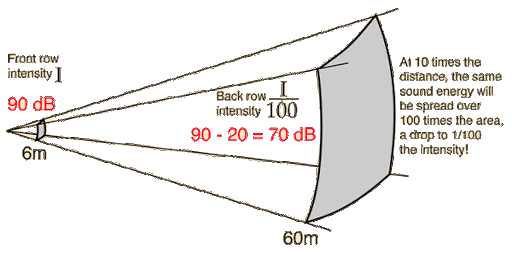 Front row
intensity I
90 dB
6m
Back row I/100
intensity
90 - 20 = 70 dB
60m
At 10 times the
distance, the same
sound energy will
be spread over
100 times the area,
a drop to 1/100
the intensity!